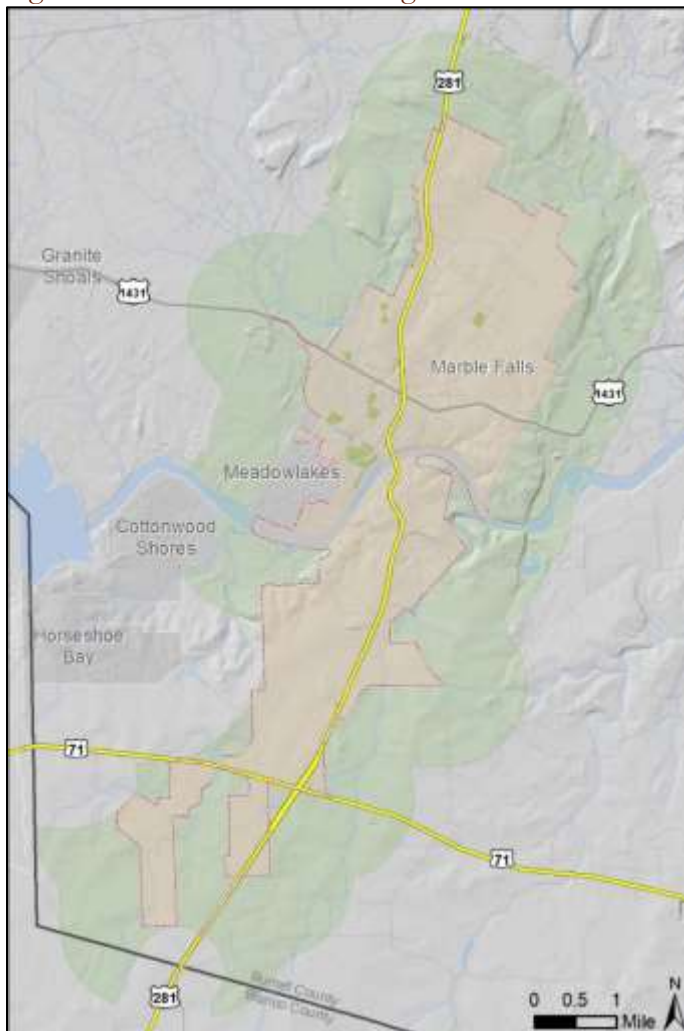 281
Granite
Shoals
1431
Marble Falls
1431
Meadowlakes
Cottonwood
Shores
Horseshoe
Bay
71
71
281
Burnet County
N
0 0.5 1
Mile